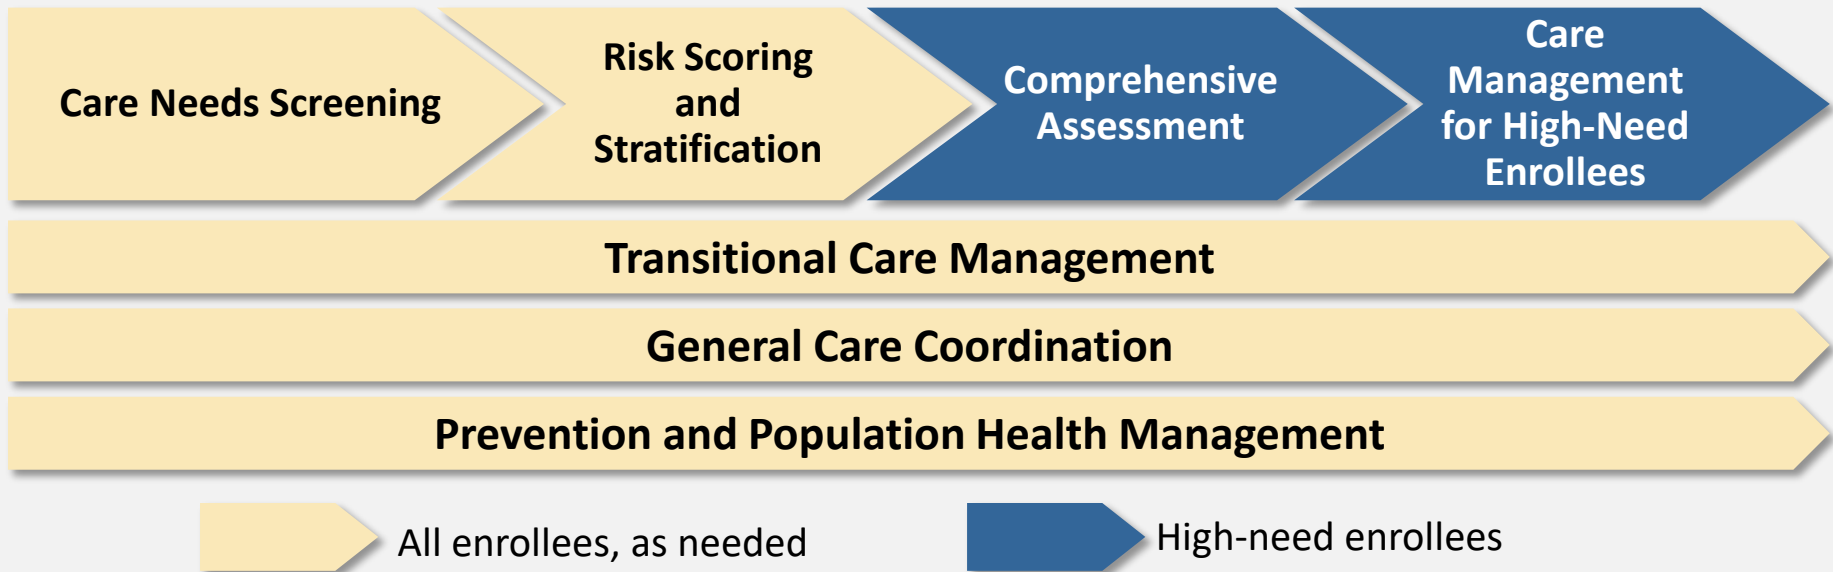 Care Needs Screening
Risk Scoring
and
Stratification
Comprehensive
Assessment
Care
Management
for High-Need
Enrollees
Transitional Care Management
General Care Coordination
Prevention and Population Health Management
All enrollees, as needed
High-need enrollees